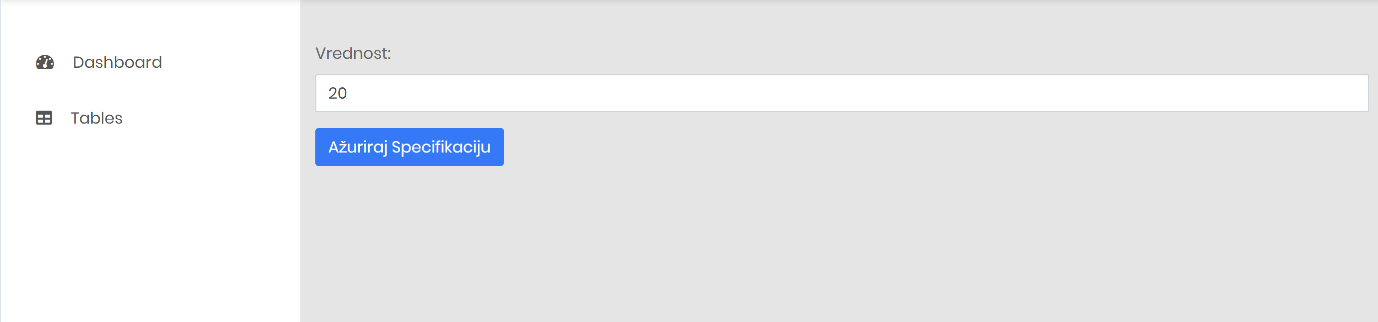 Dashboard
Tables
Vrednost:
20
Ažuriraj Specifikaciju